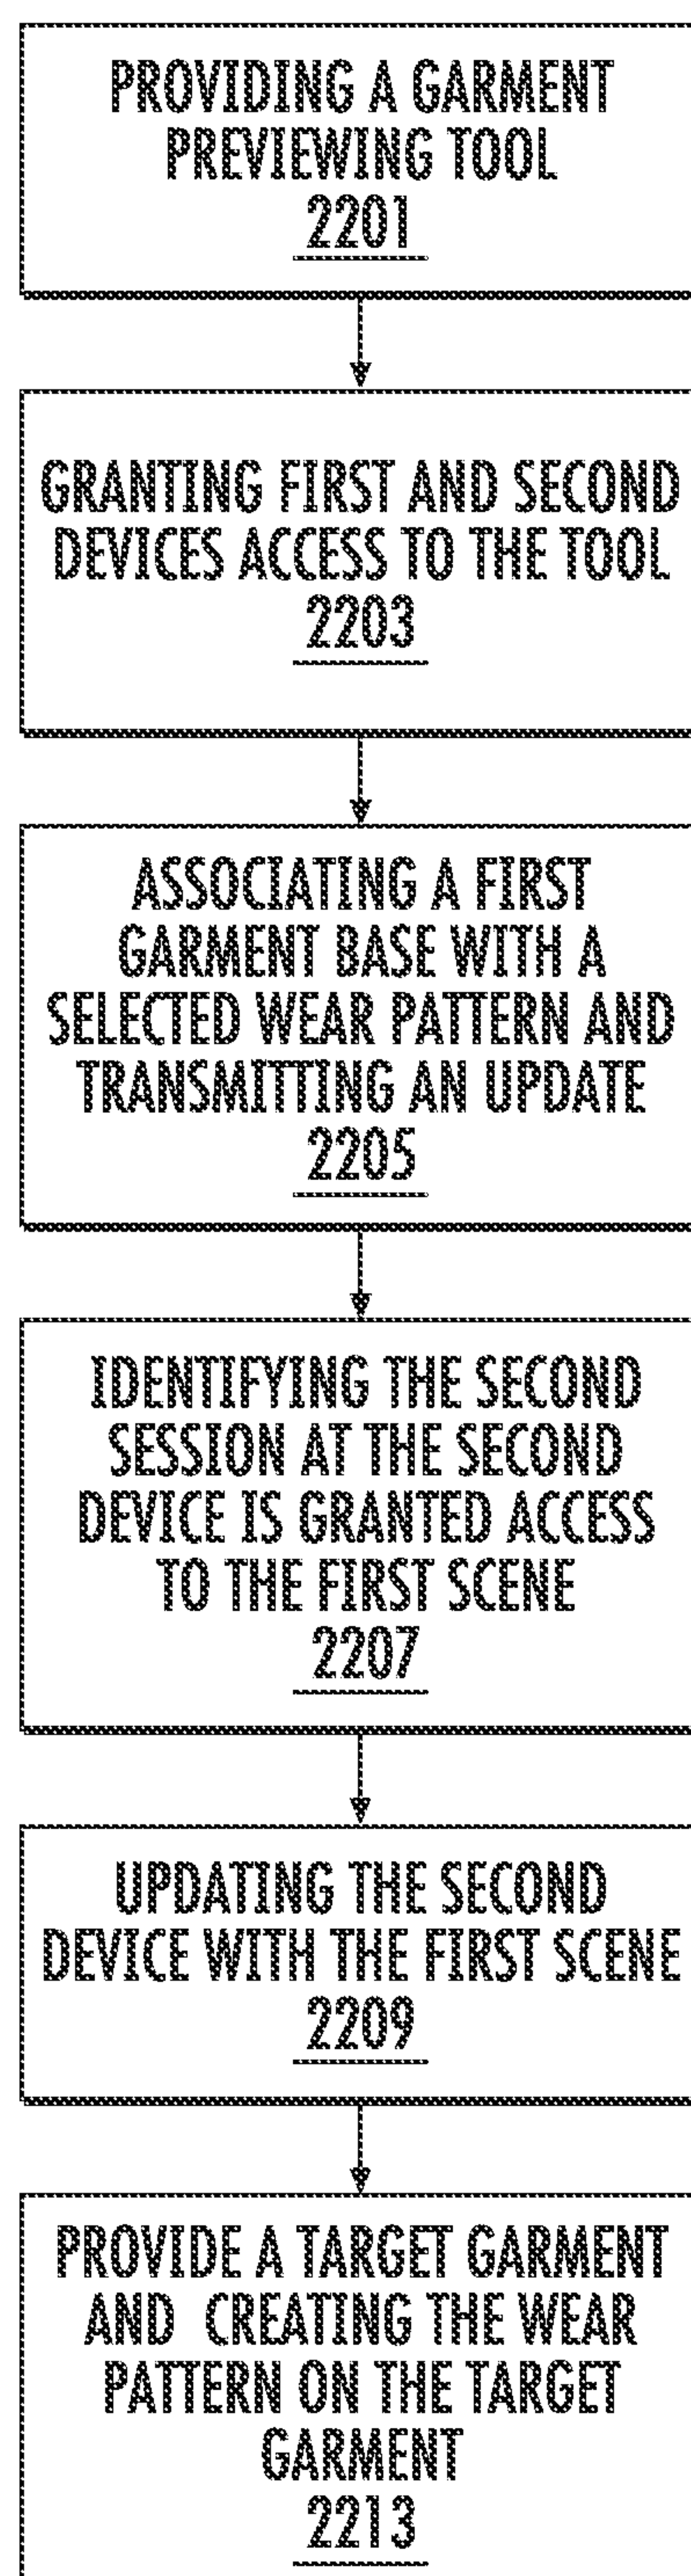 PROVIDING A GARMENT
PREVIEWING TOOL
2201
GRANTING FIRST AND SECOND
DEVICES ACCESS TO THE TOOL
2203
ASSOCIATING A FIRST
GARMENT BASE WITH A
SELECTED WEAR PATTERN AND
TRANSMITTING AN UPDATE
2205
IDENTIFYING THE SECOND
SESSION AT THE SECOND
DEVICE IS GRANTED ACCESS
TO THE FIRST SCENE
2207
UPDATING THE SECOND
DEVICE WITH THE FIRST SCENE
2209
PROVIDE A TARGET GARMENT
AND CREATING THE WEAR
PATTERN ON THE TARGET
GARMENT
2213